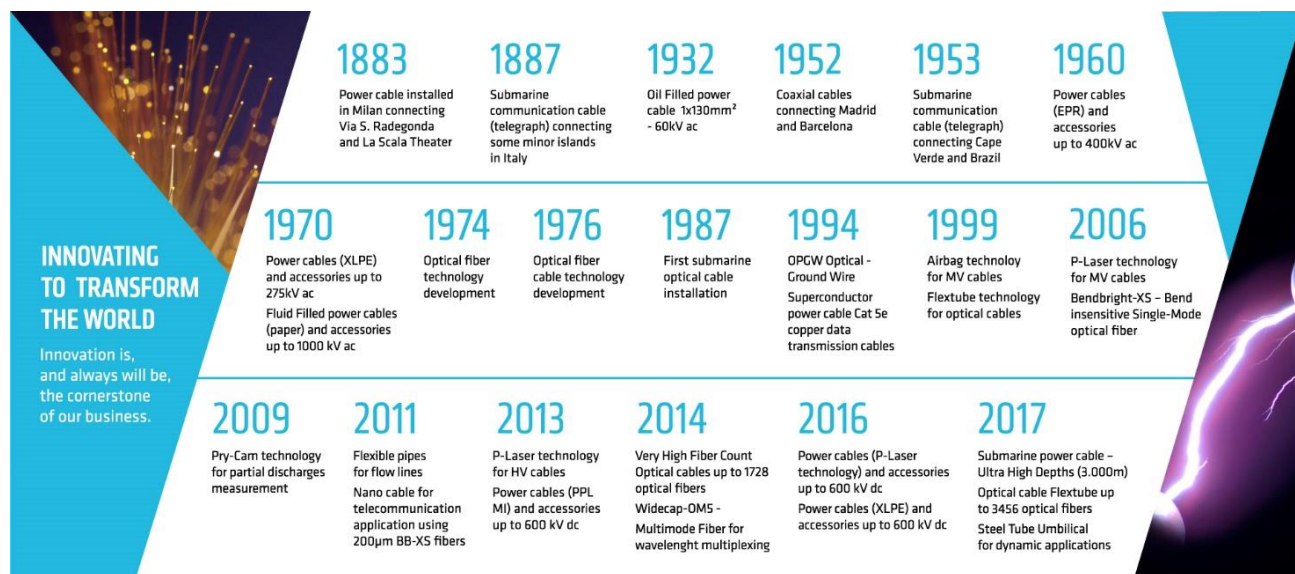 1883
Power cable installed
in Milan connecting
Via S. Radegonda
and La Scala Theater
1887
Submarine
communication cable
(telegraph) connecting
some minor islands
in Italy
1932
Oil Filled power
cable 1x130mm²
- 60kV ac
1952
Coaxial cables
connecting Madrid
and Barcelona
1953
Submarine
communication
cable (telegraph)
connecting Cape
Verde and Brazil
1960
Power cables
(EPR) and
accessories
up to 400kV ac
INNOVATING
TO TRANSFORM
THE WORLD
Innovation is,
and always will be,
the cornerstone
of our business.
1970
Power cables (XLPE)
and accessories up to
275kV ac
Fluid Filled power cables
(paper) and accessories
up to 1000 kV ac
1974
Optical fiber
technology
development
1976
Optical fiber
cable technology
development
1987
First submarine
optical cable
installation
1994
OPGW Optical -
Ground Wire
Superconductor
power cable Cat 5e
copper data
transmission cables
1999
Airbag technoloy
for MV cables
Flextube technology
for optical cables
2006
P-Laser technology
for MV cables
Bendbright-XS – Bend
insensitive Single-Mode
optical fiber
2009
Pry-Cam technology
for partial discharges
measurement
2011
Flexible pipes
for flow lines
Nano cable for
telecommunication
application using
200µm BB-XS fibers
2013
P-Laser technology
for HV cables
Power cables (PPL
MI) and accessories
up to 600 kV dc
2014
Very High Fiber Count
Optical cables up to 1728
optical fibers
Widecap-OM5 -
Multimode Fiber for
wavelenght multiplexing
2016
Power cables (P-Laser
technology) and accessories
up to 600 kV dc
Power cables (XLPE) and
accessories up to 600 kV dc
2017
Submarine power cable –
Ultra High Depths (3.000m)
Optical cable Flextube up
to 3456 optical fibers
Steel Tube Umbilical
for dynamic applications